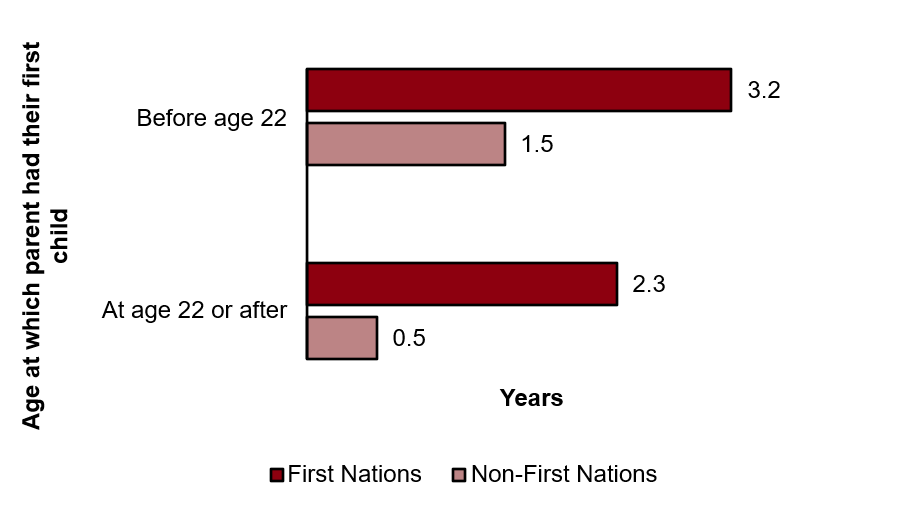 Age at which parent had their first
child
Before age 22
3.2
1.5
At age 22 or after
2.3
0.5
Years
First Nations
Non-First Nations